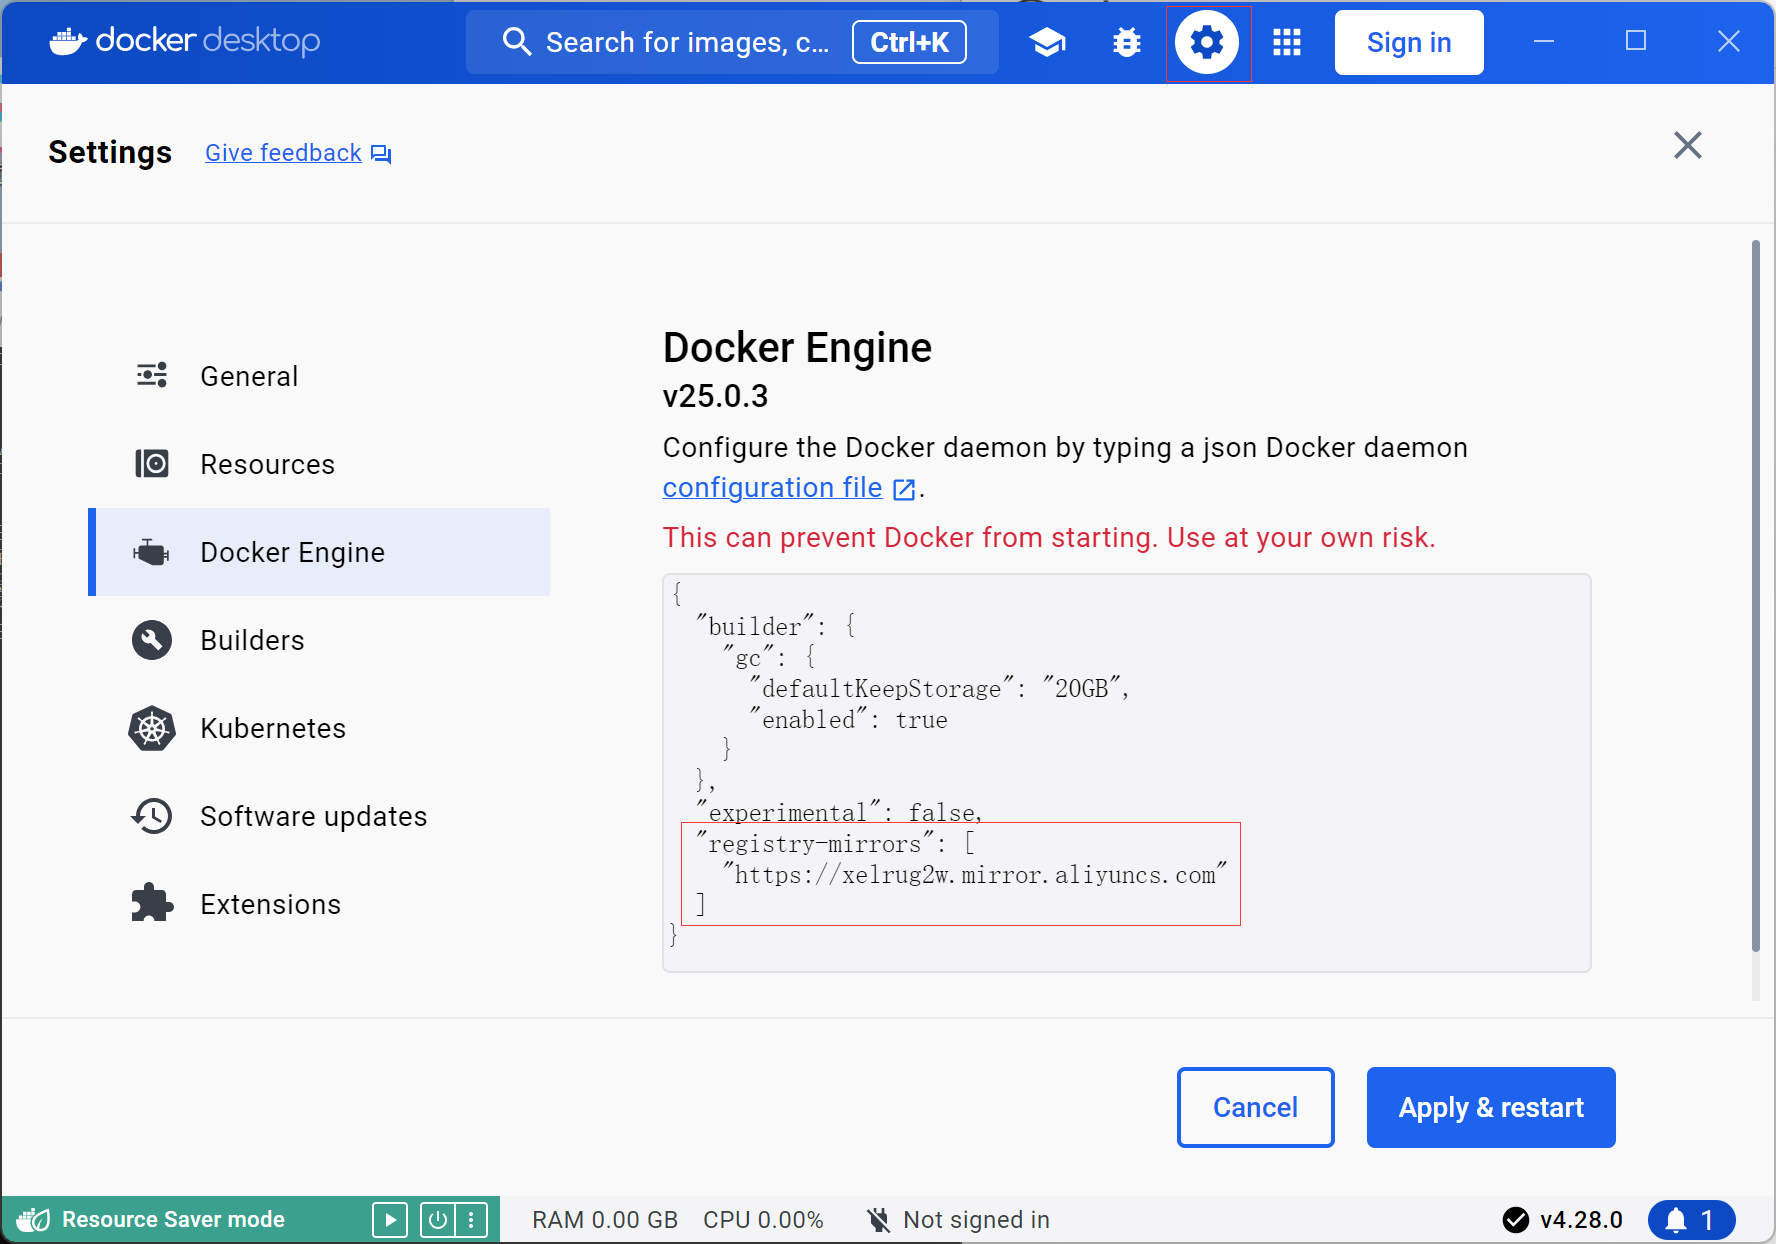 docker desktop
Search for images, c...
Ctrl+K
Sign in
Settings
Give feedback
General
Resources
Docker Engine
Builders
Kubernetes
Software updates
Extensions
Docker Engine
v25.0.3
Configure the Docker daemon by typing a json Docker daemon
configuration file .
This can prevent Docker from starting. Use at your own risk.
{
  "builder": {
    "gc": {
      "defaultKeepStorage": "20GB",
      "enabled": true
    }
  },
  "experimental": false,
  "registry-mirrors": [
    "https://xelrug2w.mirror.aliyuncs.com"
  ]
}
Cancel
Apply & restart
Resource Saver mode
RAM 0.00 GB
CPU 0.00%
Not signed in
v4.28.0
1